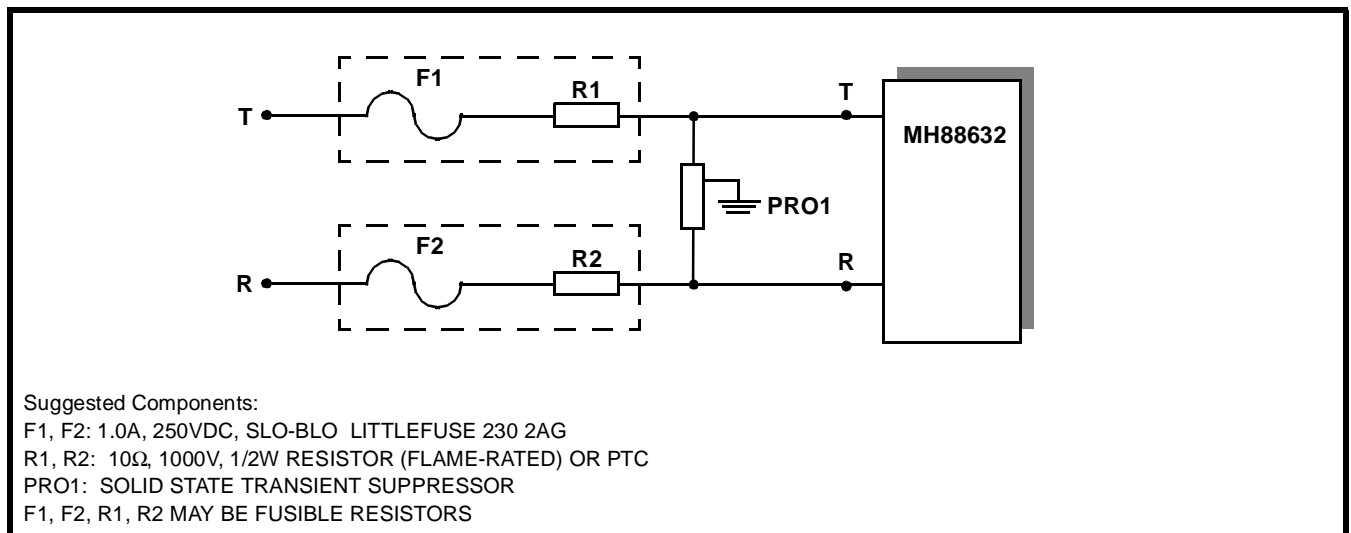 F1
R1
T
T
MH88632
PRO1
F2
R2
R
R
Suggested Components:
F1, F2: 1.0A, 250VDC, SLO-BLO LITTLEFUSE 230 2AG
R1, R2: 10Ω, 1000V, 1/2W RESISTOR (FLAME-RATED) OR PTC
PRO1: SOLID STATE TRANSIENT SUPPRESSOR
F1, F2, R1, R2 MAY BE FUSIBLE RESISTORS